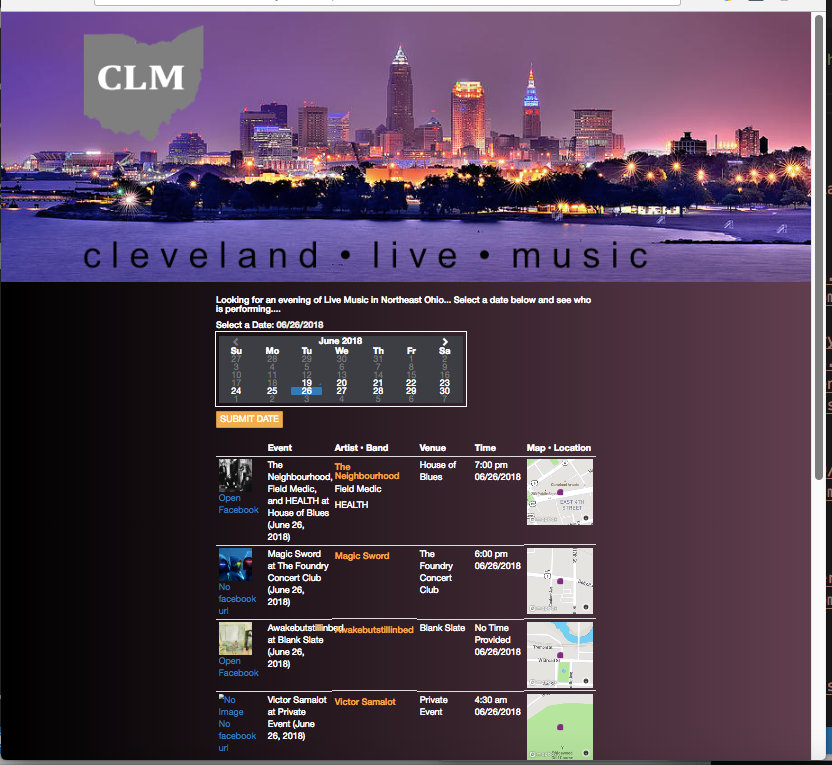 CLM
cleveland • live • music
Looking for an evening of Live Music in Northeast Ohio... Select a date below and see who
is performing....
Select a Date: 06/26/2018
June 2018
Su Mo Tu We Th Fr Sa
27 28 29 30 31 1 2
3 4 5 6 7 8 9
10 11 12 13 14 15 16
17 18 19 20 21 22 23
24 25 26 27 28 29 30
1 2 3 4 5 6 7
SUBMIT DATE
Event Artist • Band Venue Time Map • Location
Open
Facebook
The
Neighbourhood,
Field Medic,
and HEALTH at
House of Blues
(June 26,
2018)
The
Neighbourhood
Field Medic
HEALTH
House of
Blues
7:00 pm
06/26/2018
EAST 4TH
STREET
No
facebook
url
Magic Sword
at The Foundry
Concert Club
(June 26,
2018)
Magic Sword
The
Foundry
Concert
Club
6:00 pm
06/26/2018
Open
Facebook
Awakebutstillinbed
at Blank Slate
(June 26,
2018)
Awakebutstillinbed
Blank Slate
No Time
Provided
06/26/2018
No
Image
No
facebook
url
Victor Samalot
at Private
Event (June
26, 2018)
Victor Samalot
Private
Event
4:30 am
06/26/2018